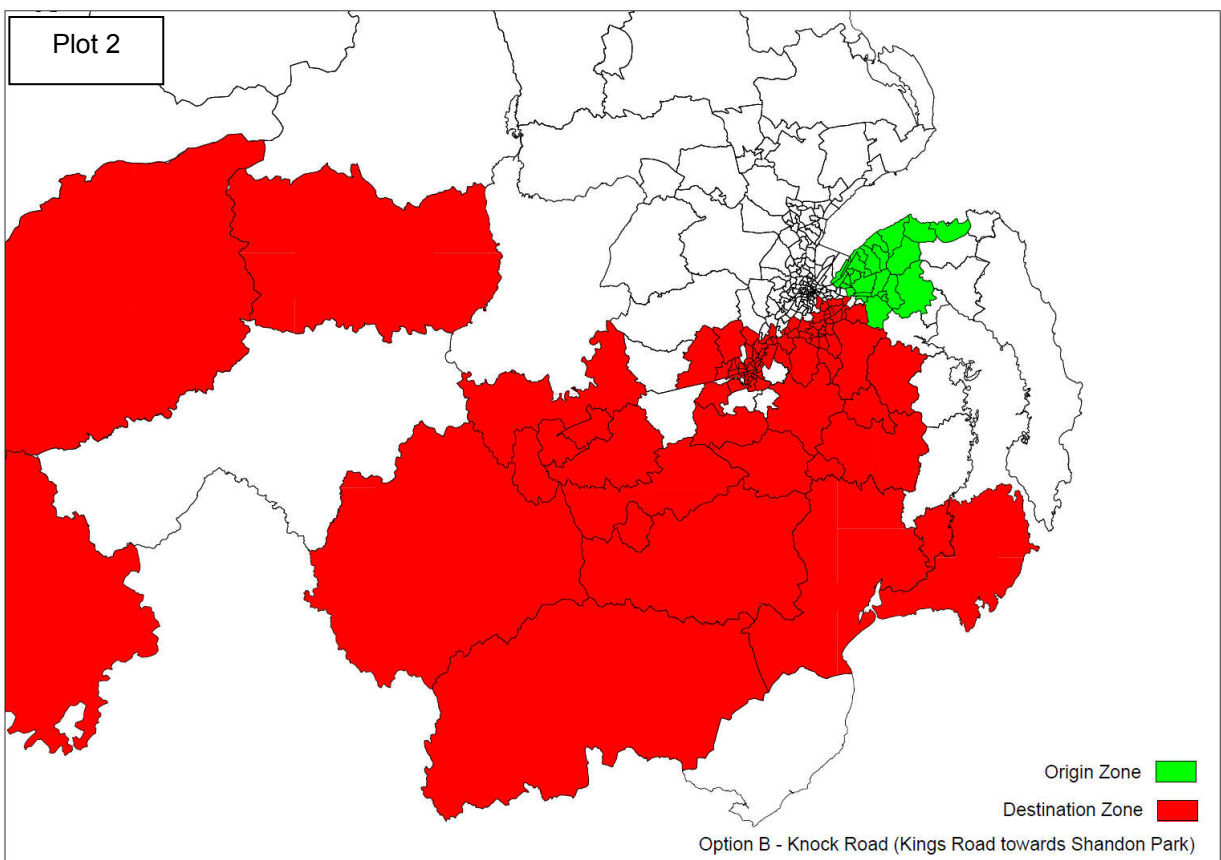 Plot 2
Origin Zone
Destination Zone
Option B - Knock Road (Kings Road towards Shandon Park)